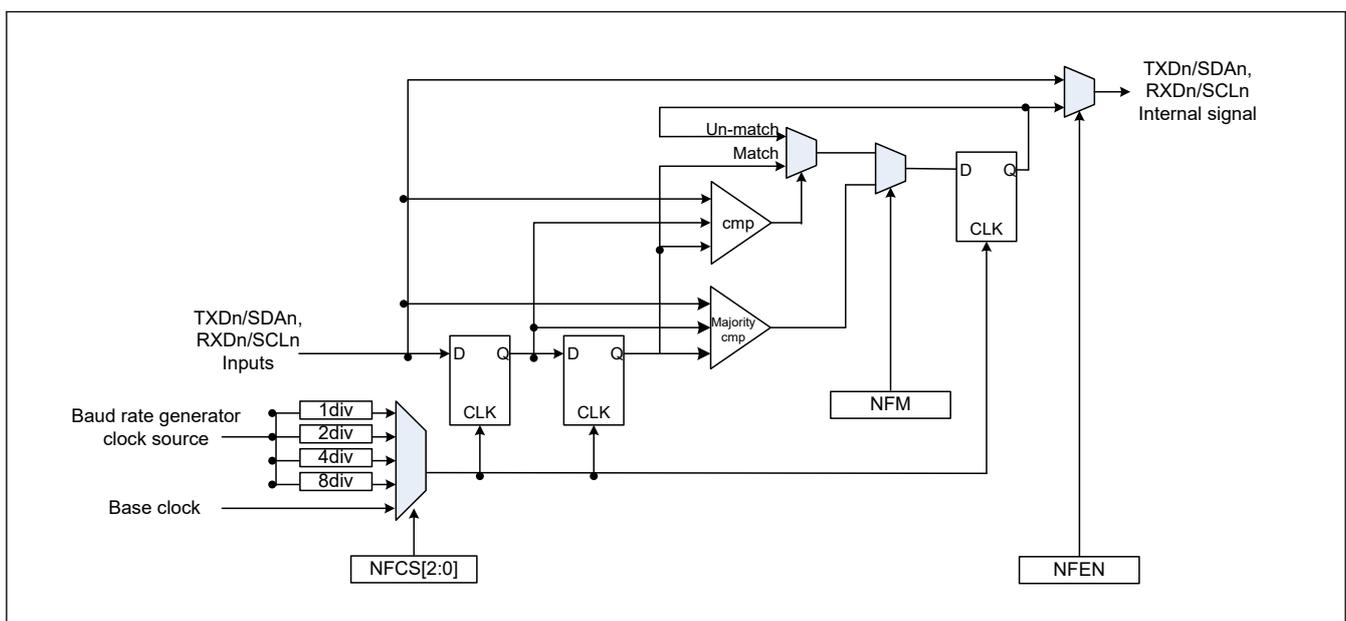 TXDn/SDAn,
RXDn/SCLn
Internal signal
Un-match
Match
D
Q
CLK
cmp
TXDn/SDAn,
RXDn/SCLn
Inputs
Majority
cmp
D
Q
CLK
D
Q
CLK
NFM
Baud rate generator
clock source
1div
2div
4div
8div
Base clock
NFCS[2:0]
NFEN